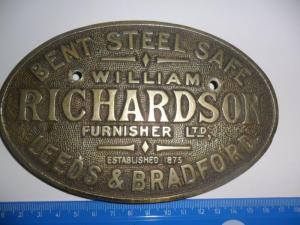 BENT STEEL SAFE
WILLIAM
RICHARDSON
FURNISHER LTD.
ESTABLISHED 1875
LEEDS & BRADFORD